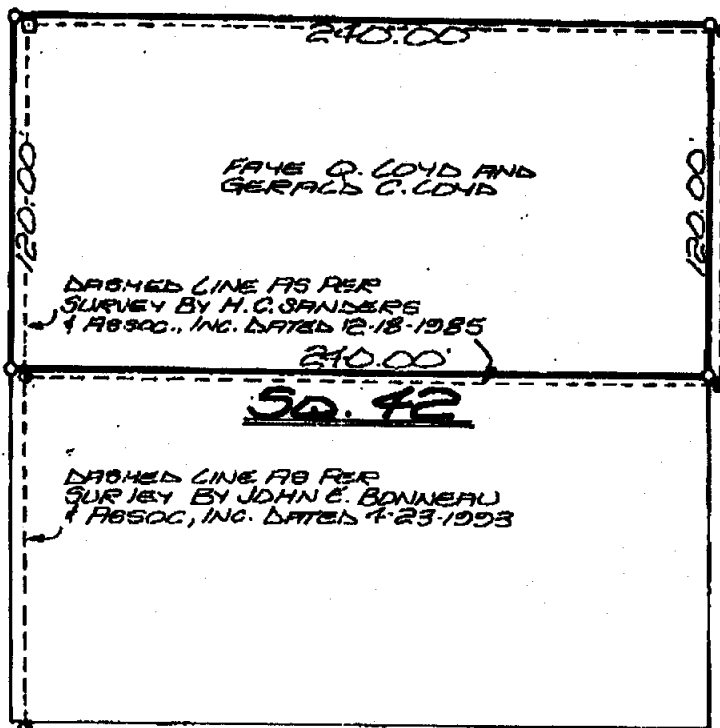 240.00'
120.00'
FAYE Q. LOYD AND
GERALD C. LOYD
120.00
DASHED LINE AS PER
SURVEY BY H.C. SANDERS
& ASSOC., INC. DATED 12-18-1985
240.00'
SQ. 42
DASHED LINE AS PER
SURVEY BY JOHN E. BONNEAU
& ASSOC, INC. DATED 4-23-1993